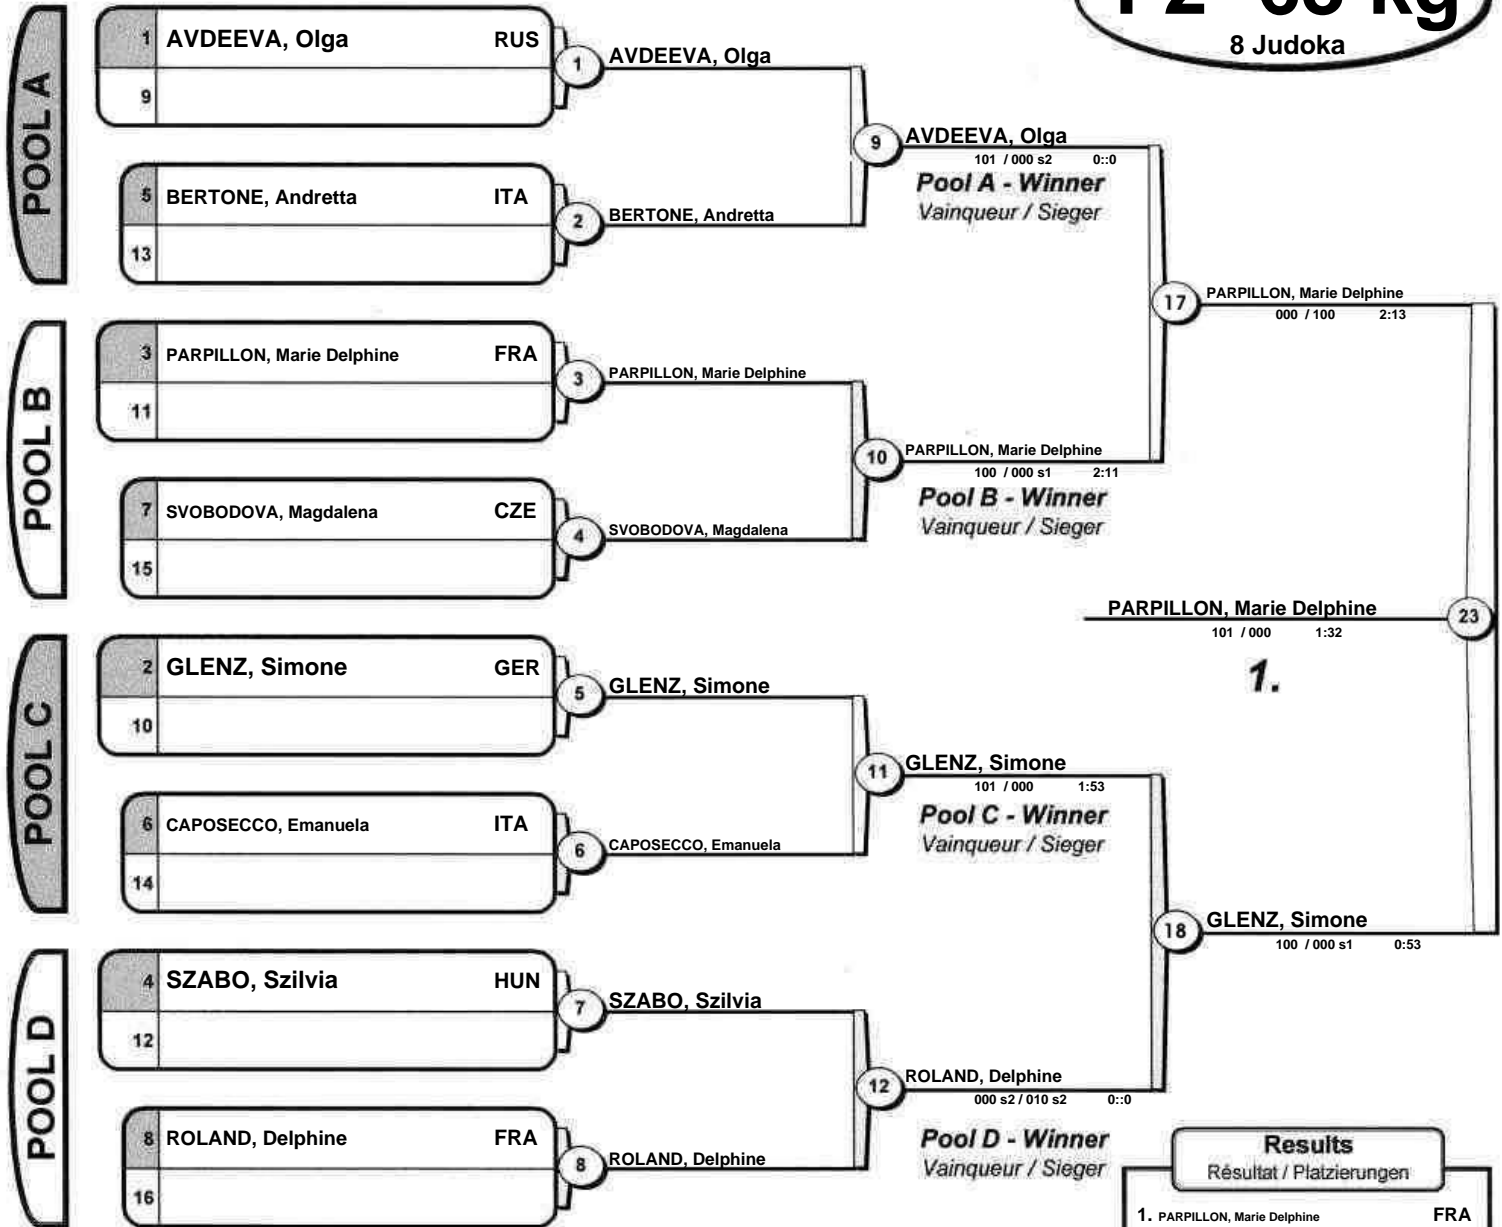 8 Judoka
POOL A
1 AVDEEVA, Olga RUS
9
1 AVDEEVA, Olga
5 BERTONE, Andretta ITA
13
2 BERTONE, Andretta
9 AVDEEVA, Olga
101 / 000 s2 0::0
Pool A - Winner
Vainqueur / Sieger
POOL B
3 PARPILLON, Marie Delphine FRA
11
3 PARPILLON, Marie Delphine
7 SVOBODOVA, Magdalena CZE
15
4 SVOBODOVA, Magdalena
10 PARPILLON, Marie Delphine
100 / 000 s1 2:11
Pool B - Winner
Vainqueur / Sieger
17 PARPILLON, Marie Delphine
000 / 100 2:13
PARPILLON, Marie Delphine 23
101 / 000 1:32
1.
POOL C
2 GLENZ, Simone GER
10
5 GLENZ, Simone
6 CAPOSECCO, Emanuela ITA
14
6 CAPOSECCO, Emanuela
11 GLENZ, Simone
101 / 000 1:53
Pool C - Winner
Vainqueur / Sieger
18 GLENZ, Simone
100 / 000 s1 0:53
POOL D
4 SZABO, Szilvia HUN
12
7 SZABO, Szilvia
8 ROLAND, Delphine FRA
16
8 ROLAND, Delphine
12 ROLAND, Delphine
000 s2 / 010 s2 0::0
Pool D - Winner
Vainqueur / Sieger
Results
Résultat / Platzierungen
1. PARPILLON, Marie Delphine FRA